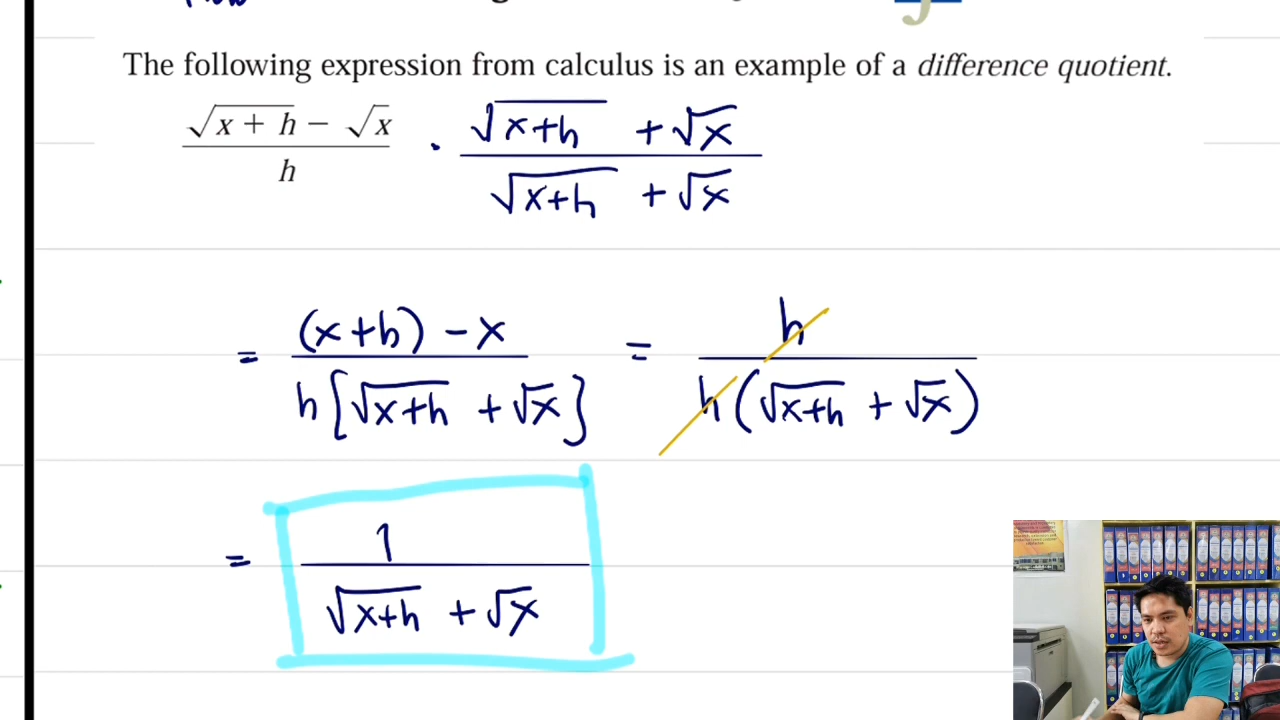 The following expression from calculus is an example of a difference quotient.
√(x + h) − √x / h · √(x+h) + √x / √(x+h) + √x
= (x+h) − x / h[√(x+h) + √x] = h / h(√(x+h) + √x)
= 1 / √(x+h) + √x